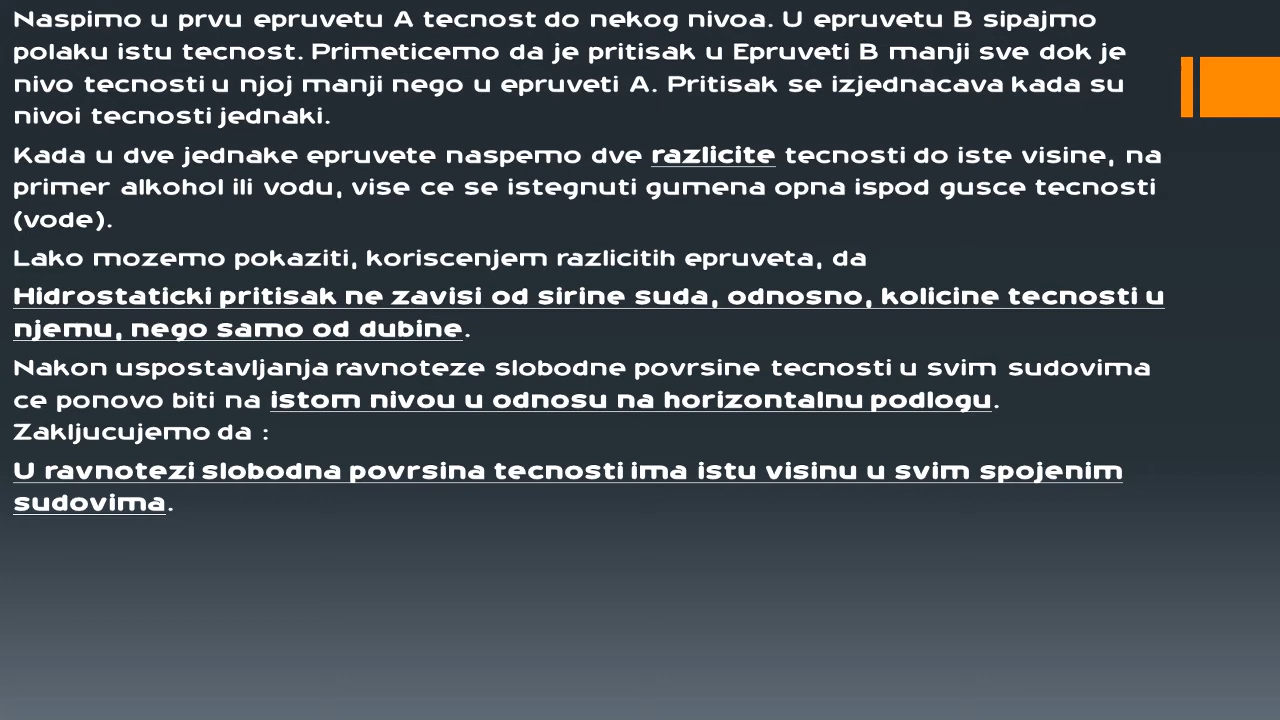 Naspimo u prvu epruvetu A tecnost do nekog nivoa. U epruvetu B sipajmo
polaku istu tecnost. Primeticemo da je pritisak u Epruveti B manji sve dok je
nivo tecnosti u njoj manji nego u epruveti A. Pritisak se izjednacava kada su
nivoi tecnosti jednaki.
Kada u dve jednake epruvete naspemo dve razlicite tecnosti do iste visine, na
primer alkohol ili vodu, vise ce se istegnuti gumena opna ispod gusce tecnosti
(vode).
Lako mozemo pokaziti, koriscenjem razlicitih epruveta, da
Hidrostaticki pritisak ne zavisi od sirine suda, odnosno, kolicine tecnosti u
njemu, nego samo od dubine.
Nakon uspostavljanja ravnoteze slobodne povrsine tecnosti u svim sudovima
ce ponovo biti na istom nivou u odnosu na horizontalnu podlogu.
Zakljucujemo da :
U ravnotezi slobodna povrsina tecnosti ima istu visinu u svim spojenim
sudovima.